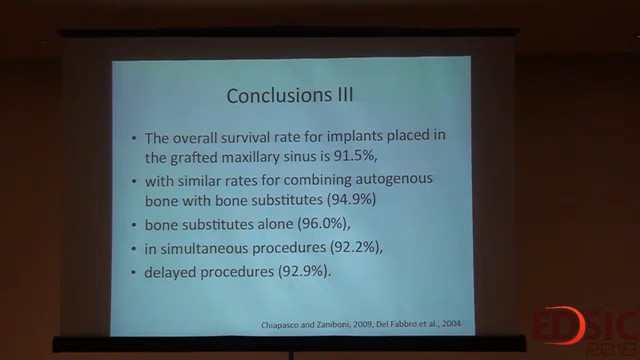 Conclusions III
• The overall survival rate for implants placed in
the grafted maxillary sinus is 91.5%,
• with similar rates for combining autogenous
bone with bone substitutes (94.9%)
• bone substitutes alone (96.0%),
• in simultaneous procedures (92.2%),
• delayed procedures (92.9%).
Chiapasco and Zaniboni, 2009, Del Fabbro et al., 2004
EDSIC